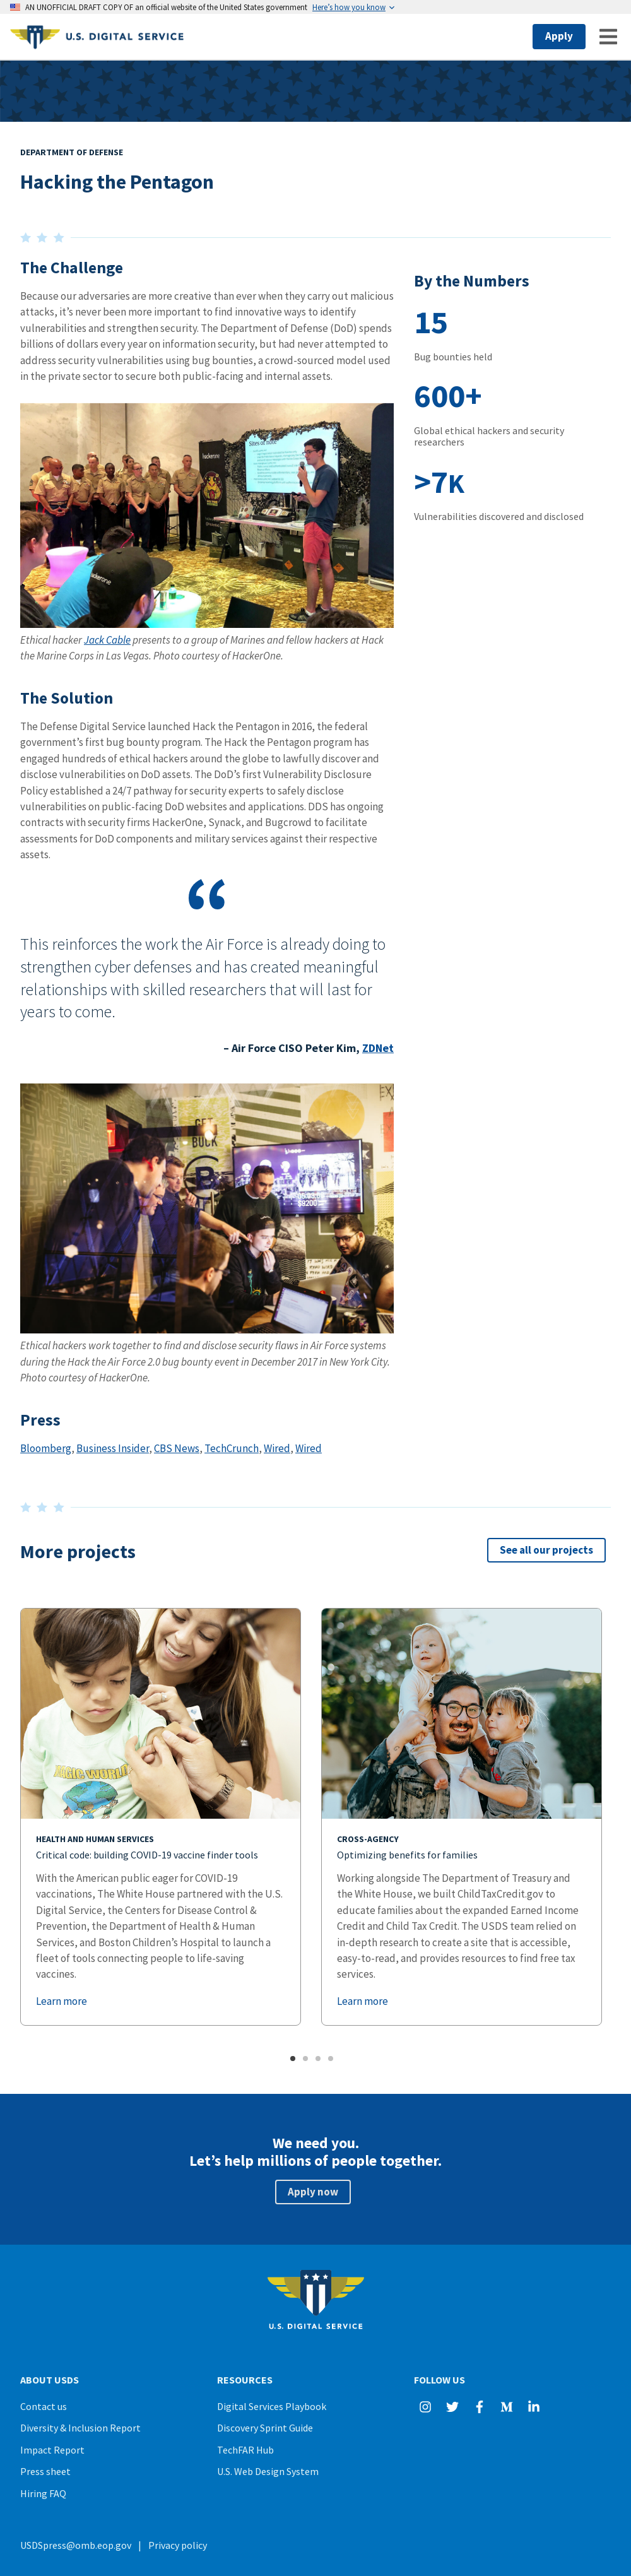 AN UNOFFICIAL DRAFT COPY OF an official website of the United States government Here's how you know
U.S. DIGITAL SERVICE
Apply
DEPARTMENT OF DEFENSE
Hacking the Pentagon
The Challenge
Because our adversaries are more creative than ever when they carry out malicious
attacks, it's never been more important to find innovative ways to identify
vulnerabilities and strengthen security. The Department of Defense (DoD) spends
billions of dollars every year on information security, but had never attempted to
address security vulnerabilities using bug bounties, a crowd-sourced model used
in the private sector to secure both public-facing and internal assets.
By the Numbers
15
Bug bounties held
600+
Global ethical hackers and security
researchers
>7K
Vulnerabilities discovered and disclosed
hackerone
Sites of note
hackerone
Ethical hacker Jack Cable presents to a group of Marines and fellow hackers at Hack
the Marine Corps in Las Vegas. Photo courtesy of HackerOne.
The Solution
The Defense Digital Service launched Hack the Pentagon in 2016, the federal
government's first bug bounty program. The Hack the Pentagon program has
engaged hundreds of ethical hackers around the globe to lawfully discover and
disclose vulnerabilities on DoD assets. The DoD's first Vulnerability Disclosure
Policy established a 24/7 pathway for security experts to safely disclose
vulnerabilities on public-facing DoD websites and applications. DDS has ongoing
contracts with security firms HackerOne, Synack, and Bugcrowd to facilitate
assessments for DoD components and military services against their respective
assets.
“
This reinforces the work the Air Force is already doing to
strengthen cyber defenses and has created meaningful
relationships with skilled researchers that will last for
years to come.
– Air Force CISO Peter Kim, ZDNet
GET
BUCK
B
Ethical hackers work together to find and disclose security flaws in Air Force systems
during the Hack the Air Force 2.0 bug bounty event in December 2017 in New York City.
Photo courtesy of HackerOne.
Press
Bloomberg, Business Insider, CBS News, TechCrunch, Wired, Wired
More projects
See all our projects
HEALTH AND HUMAN SERVICES
Critical code: building COVID-19 vaccine finder tools
With the American public eager for COVID-19
vaccinations, The White House partnered with the U.S.
Digital Service, the Centers for Disease Control &
Prevention, the Department of Health & Human
Services, and Boston Children's Hospital to launch a
fleet of tools connecting people to life-saving
vaccines.
Learn more
CROSS-AGENCY
Optimizing benefits for families
Working alongside The Department of Treasury and
the White House, we built ChildTaxCredit.gov to
educate families about the expanded Earned Income
Credit and Child Tax Credit. The USDS team relied on
in-depth research to create a site that is accessible,
easy-to-read, and provides resources to find free tax
services.
Learn more
We need you.
Let's help millions of people together.
Apply now
U.S. DIGITAL SERVICE
ABOUT USDS
Contact us
Diversity & Inclusion Report
Impact Report
Press sheet
Hiring FAQ
RESOURCES
Digital Services Playbook
Discovery Sprint Guide
TechFAR Hub
U.S. Web Design System
FOLLOW US
USDSpress@omb.eop.gov | Privacy policy